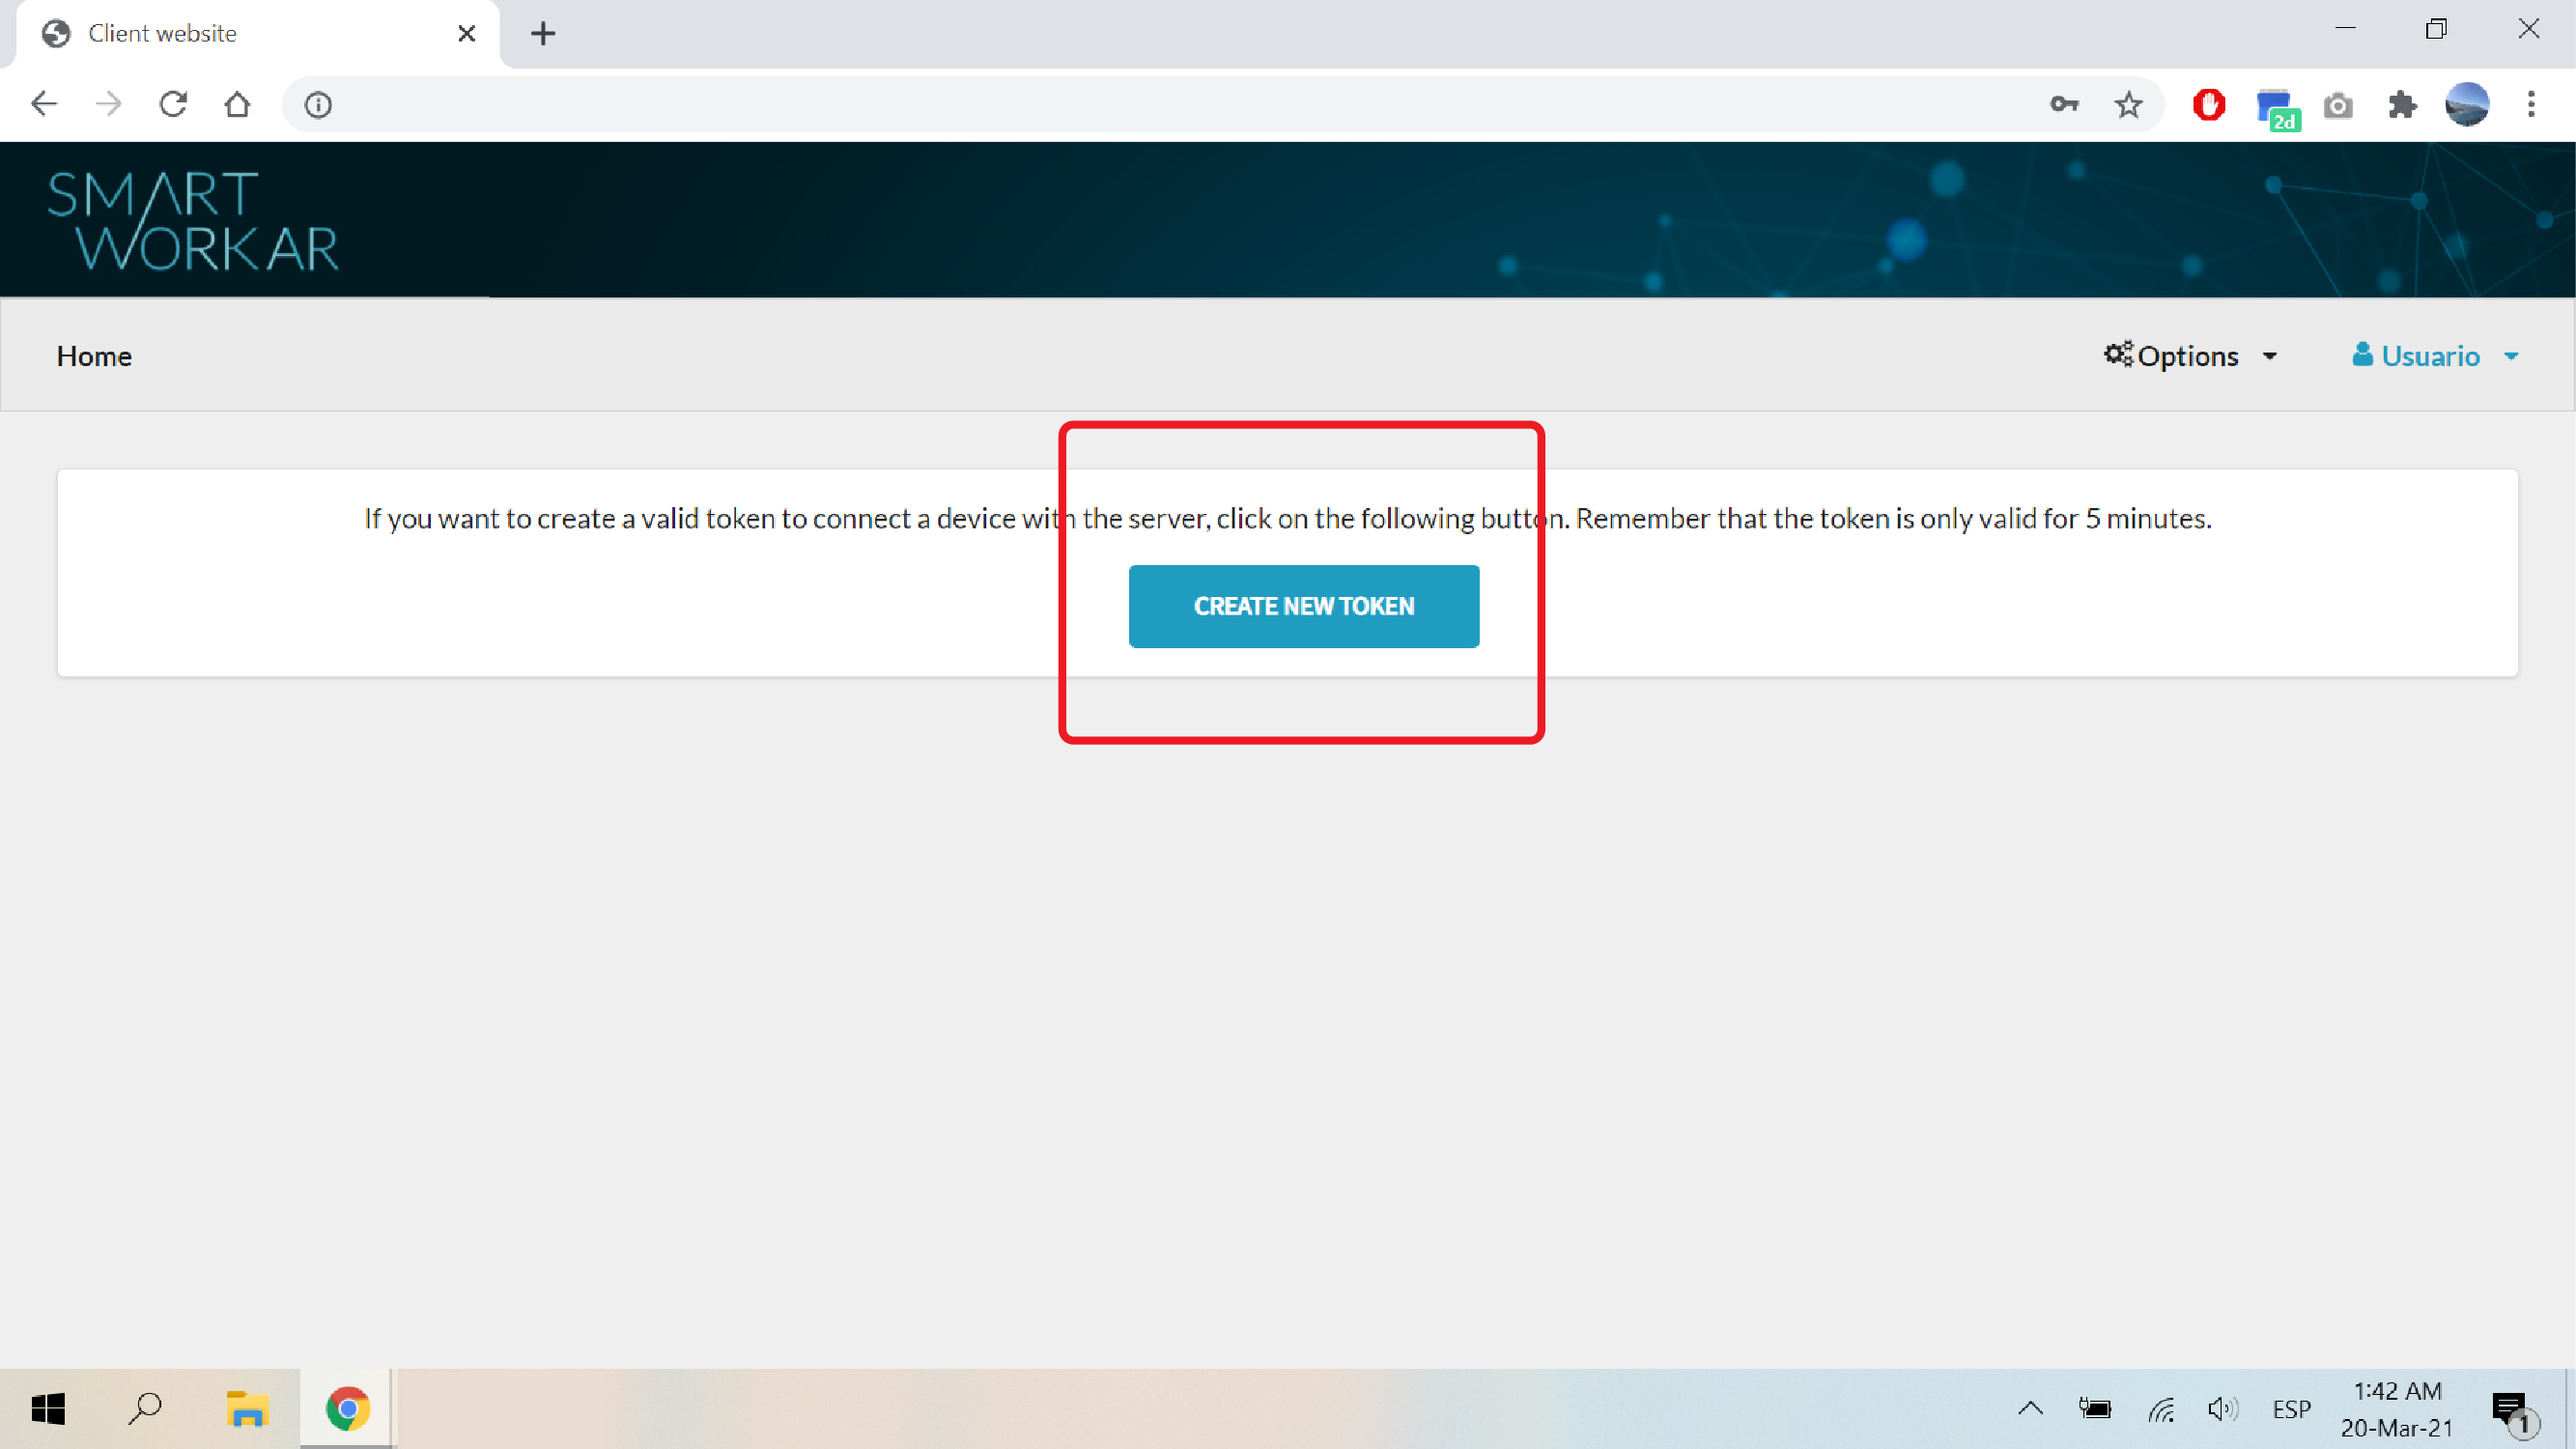 Client website
2d
SMART
WORK AR
Home
Options
Usuario
If you want to create a valid token to connect a device with the server, click on the following button. Remember that the token is only valid for 5 minutes.
CREATE NEW TOKEN
ESP
1:42 AM
20-Mar-21
1